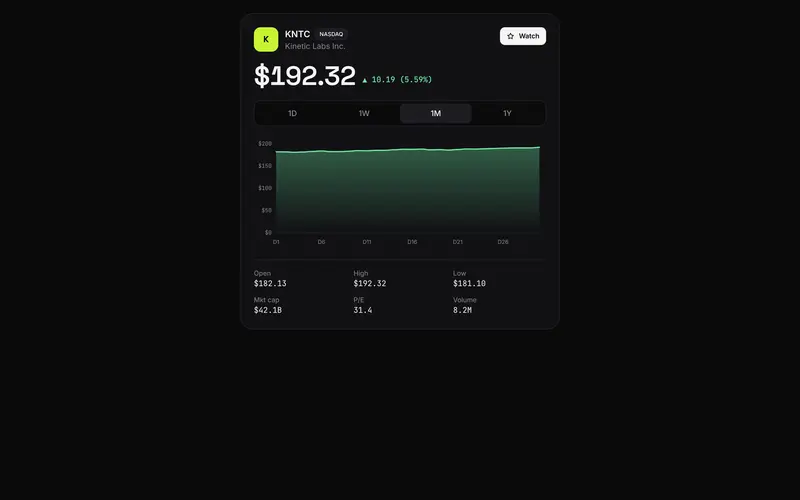 K
KNTC NASDAQ
Kinetic Labs Inc.
Watch
$192.32 ▲ 10.19 (5.59%)
1D 1W 1M 1Y
$200
$150
$100
$50
$0
D1 D6 D11 D16 D21 D26
Open High Low
$182.13 $192.32 $181.10
Mkt cap P/E Volume
$42.1B 31.4 8.2M